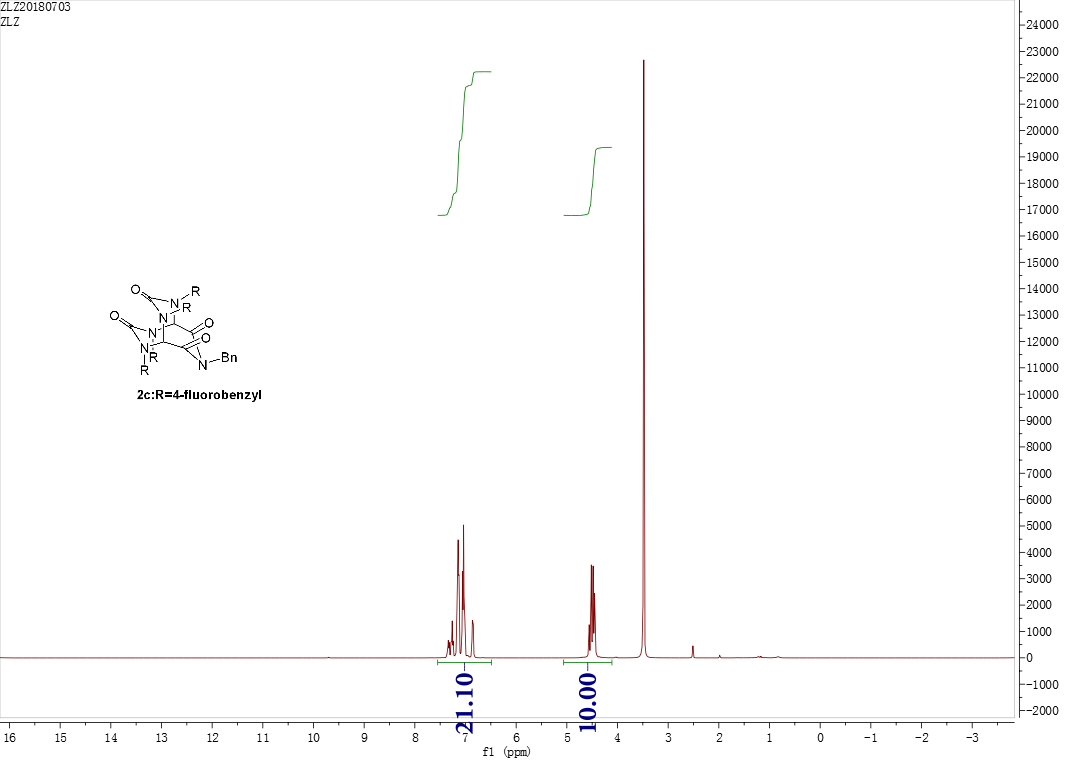 ZLZ20180703
ZLZ
24000
23000
22000
21000
20000
19000
18000
17000
16000
15000
14000
13000
12000
11000
10000
9000
8000
7000
6000
5000
4000
3000
2000
1000
0
-1000
-2000
O
N
R
R
O
N
N
O
O
N
R
N
Bn
R
2c:R=4-fluorobenzyl
21.10
10.00
16 15 14 13 12 11 10 9 8 7 6 5 4 3 2 1 0 -1 -2 -3
f1 (ppm)